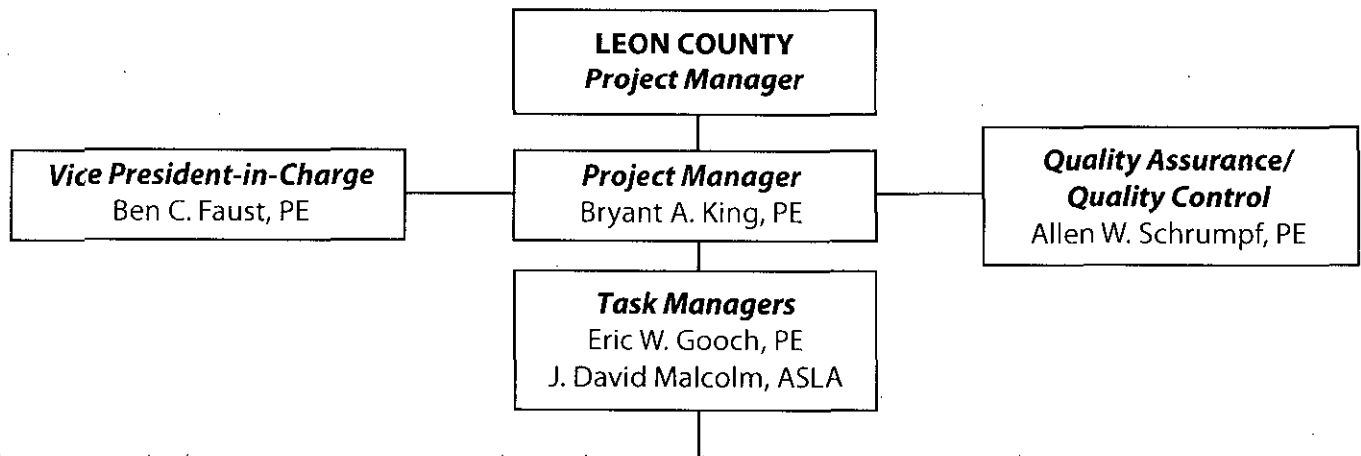 LEON COUNTY
Project Manager
Vice President-in-Charge
Ben C. Faust, PE
Project Manager
Bryant A. King, PE
Quality Assurance/
Quality Control
Allen W. Schrumpf, PE
Task Managers
Eric W. Gooch, PE
J. David Malcolm, ASLA